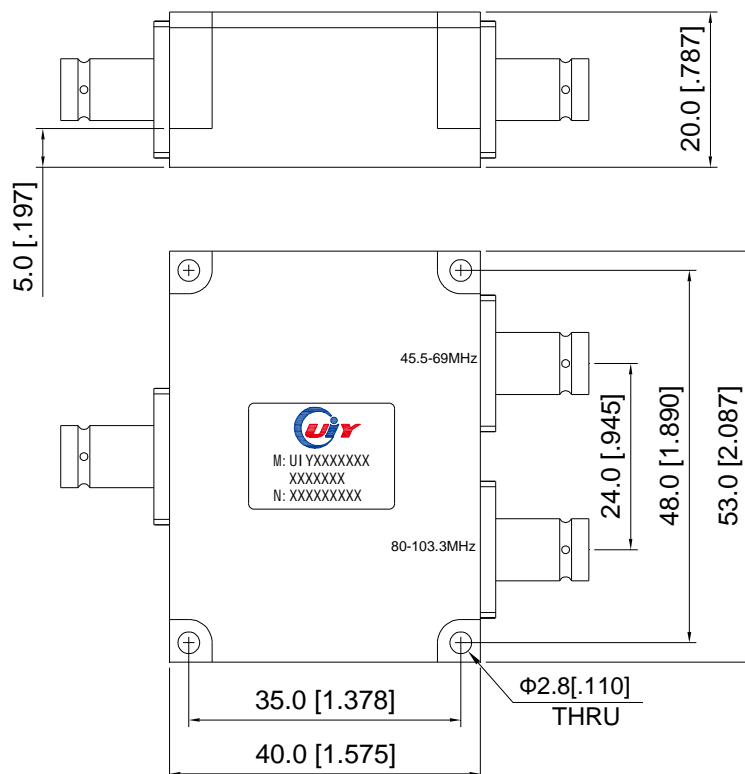 20.0 [.787]
5.0 [.197]
45.5-69MHz
UiY
M: UIYXXXXXXX
XXXXXXX
N: XXXXXXXXX
80-103.3MHz
24.0 [.945]
48.0 [1.890]
53.0 [2.087]
Φ2.8[.110]
THRU
35.0 [1.378]
40.0 [1.575]